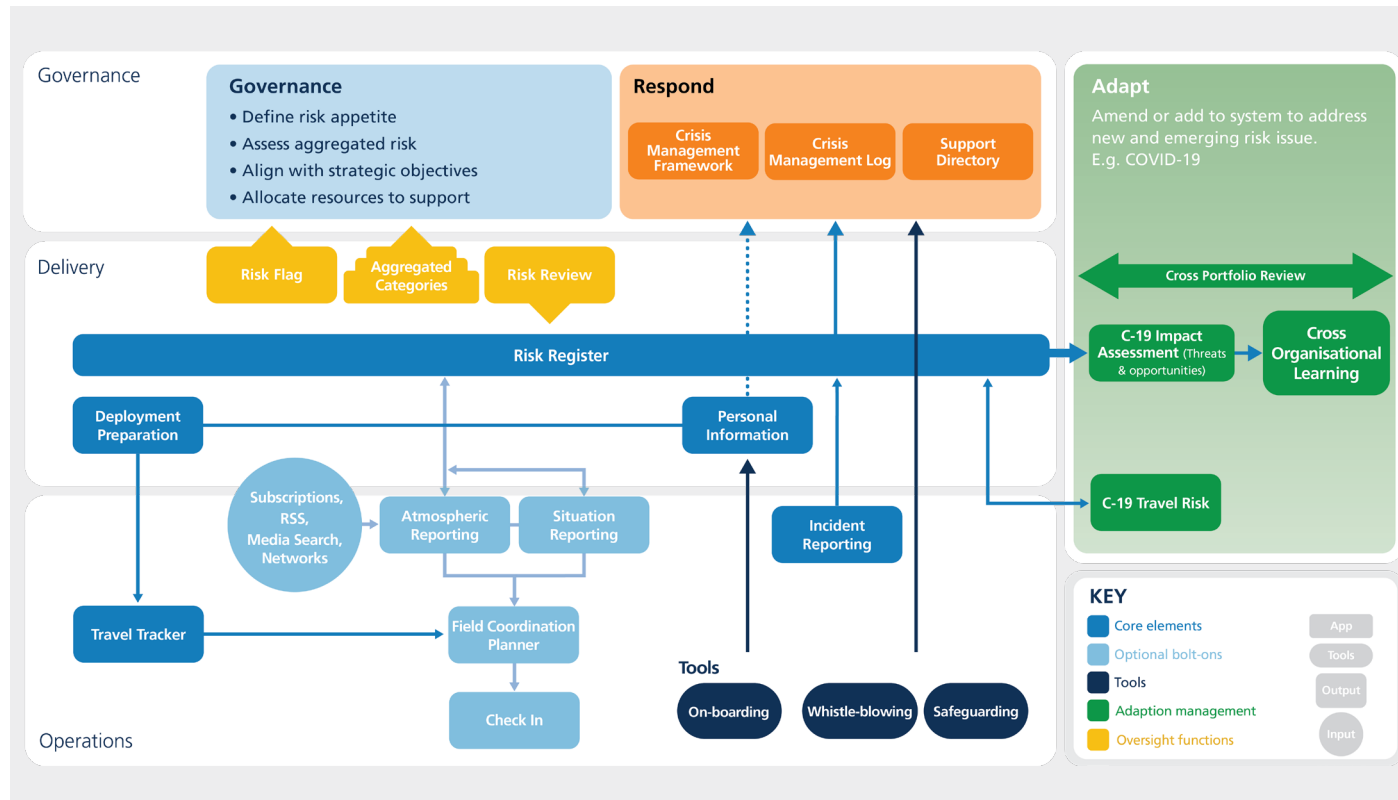 Governance
Governance
• Define risk appetite
• Assess aggregated risk
• Align with strategic objectives
• Allocate resources to support
Respond
Crisis
Management
Framework
Crisis
Management Log
Support
Directory
Adapt
Amend or add to system to address
new and emerging risk issue.
E.g. COVID-19
Delivery
Risk Flag
Aggregated
Categories
Risk Review
Cross Portfolio Review
Risk Register
C-19 Impact
Assessment (Threats
& opportunities)
Cross
Organisational
Learning
Deployment
Preparation
Personal
Information
Subscriptions,
RSS,
Media Search,
Networks
Atmospheric
Reporting
Situation
Reporting
Incident
Reporting
C-19 Travel Risk
Travel Tracker
Field Coordination
Planner
Check In
Tools
On-boarding
Whistle-blowing
Safeguarding
Operations
KEY
Core elements
Optional bolt-ons
Tools
Adaption management
Oversight functions
App
Tools
Output
Input